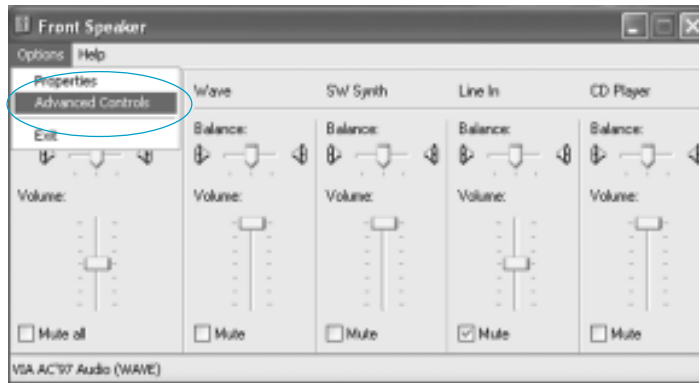 Front Speaker
Options Help
Properties
Advanced Controls
Exit
Wave
SW Synth
Line In
CD Player
Balance:
Balance:
Balance:
Balance:
Volume:
Volume:
Volume:
Volume:
Volume:
Mute all
Mute
Mute
Mute
Mute
VIA AC'97 Audio (WAVE)